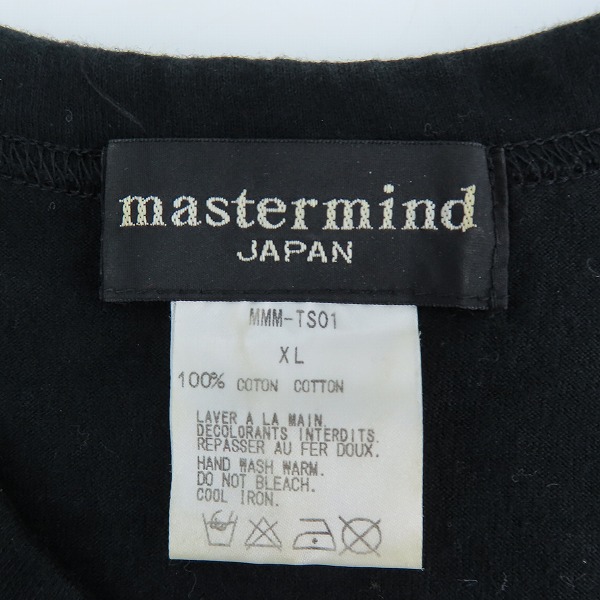 mastermind
JAPAN
MMM-TS01
XL
100% COTON COTTON
LAVER A LA MAIN.
DECOLORANTS INTERDITS.
REPASSER AU FER DOUX.
HAND WASH WARM.
DO NOT BLEACH.
COOL IRON.